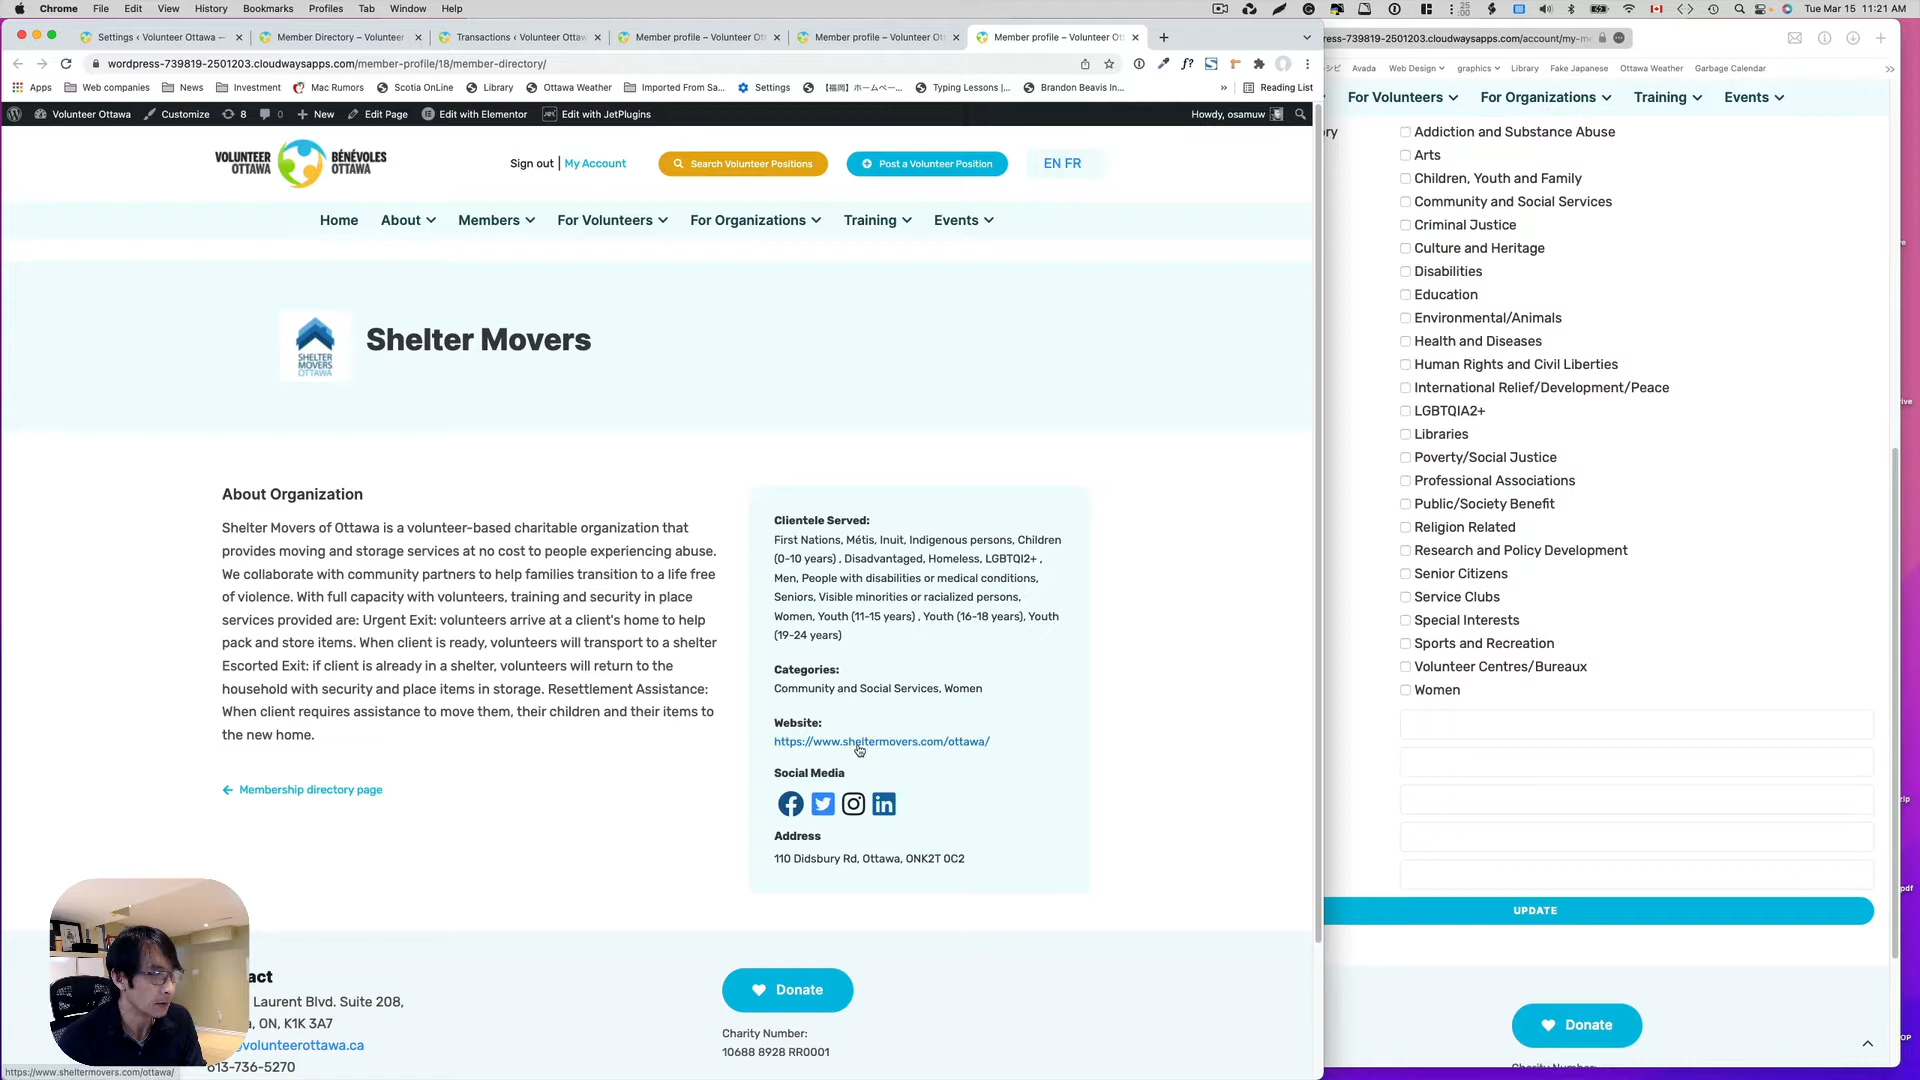 Chrome File Edit View History Bookmarks Profiles Tab Window Help
25
00
Tue Mar 15 11:21 AM
Settings ‹ Volunteer Ottawa —
Member Directory – Volunteer
Transactions ‹ Volunteer Ottaw
Member profile – Volunteer Ot
Member profile – Volunteer Ot
Member profile – Volunteer Ot
wordpress-739819-2501203.cloudwaysapps.com/member-profile/18/member-directory/
Apps Web companies News Investment Mac Rumors Scotia OnLine Library Ottawa Weather Imported From Sa... Settings 【福岡】ホームペー... Typing Lessons |... Brandon Beavis In... » Reading List
Volunteer Ottawa Customize 8 0 New Edit Page Edit with Elementor Edit with JetPlugins Howdy, osamuw
VOLUNTEER OTTAWA BÉNÉVOLES OTTAWA
Sign out | My Account
Search Volunteer Positions
Post a Volunteer Position
EN FR
Home About Members For Volunteers For Organizations Training Events
SHELTER
MOVERS
OTTAWA
Shelter Movers
About Organization
Shelter Movers of Ottawa is a volunteer-based charitable organization that
provides moving and storage services at no cost to people experiencing abuse.
We collaborate with community partners to help families transition to a life free
of violence. With full capacity with volunteers, training and security in place
services provided are: Urgent Exit: volunteers arrive at a client's home to help
pack and store items. When client is ready, volunteers will transport to a shelter
Escorted Exit: if client is already in a shelter, volunteers will return to the
household with security and place items in storage. Resettlement Assistance:
When client requires assistance to move them, their children and their items to
the new home.
Membership directory page
Clientele Served:
First Nations, Métis, Inuit, Indigenous persons, Children
(0-10 years) , Disadvantaged, Homeless, LGBTQI2+ ,
Men, People with disabilities or medical conditions,
Seniors, Visible minorities or racialized persons,
Women, Youth (11-15 years) , Youth (16-18 years), Youth
(19-24 years)
Categories:
Community and Social Services, Women
Website:
https://www.sheltermovers.com/ottawa/
Social Media
Address
110 Didsbury Rd, Ottawa, ONK2T 0C2
act
Laurent Blvd. Suite 208,
a, ON, K1K 3A7
@volunteerottawa.ca
613-736-5270
Donate
Charity Number:
10688 8928 RR0001
https://www.sheltermovers.com/ottawa/
ess-739819-2501203.cloudwaysapps.com/account/my-m
シピ Avada Web Design graphics Library Fake Japanese Ottawa Weather Garbage Calendar »
For Volunteers For Organizations Training Events
ory
Addiction and Substance Abuse
Arts
Children, Youth and Family
Community and Social Services
Criminal Justice
Culture and Heritage
Disabilities
Education
Environmental/Animals
Health and Diseases
Human Rights and Civil Liberties
International Relief/Development/Peace
LGBTQIA2+
Libraries
Poverty/Social Justice
Professional Associations
Public/Society Benefit
Religion Related
Research and Policy Development
Senior Citizens
Service Clubs
Special Interests
Sports and Recreation
Volunteer Centres/Bureaux
Women
UPDATE
Donate
zip
pdf